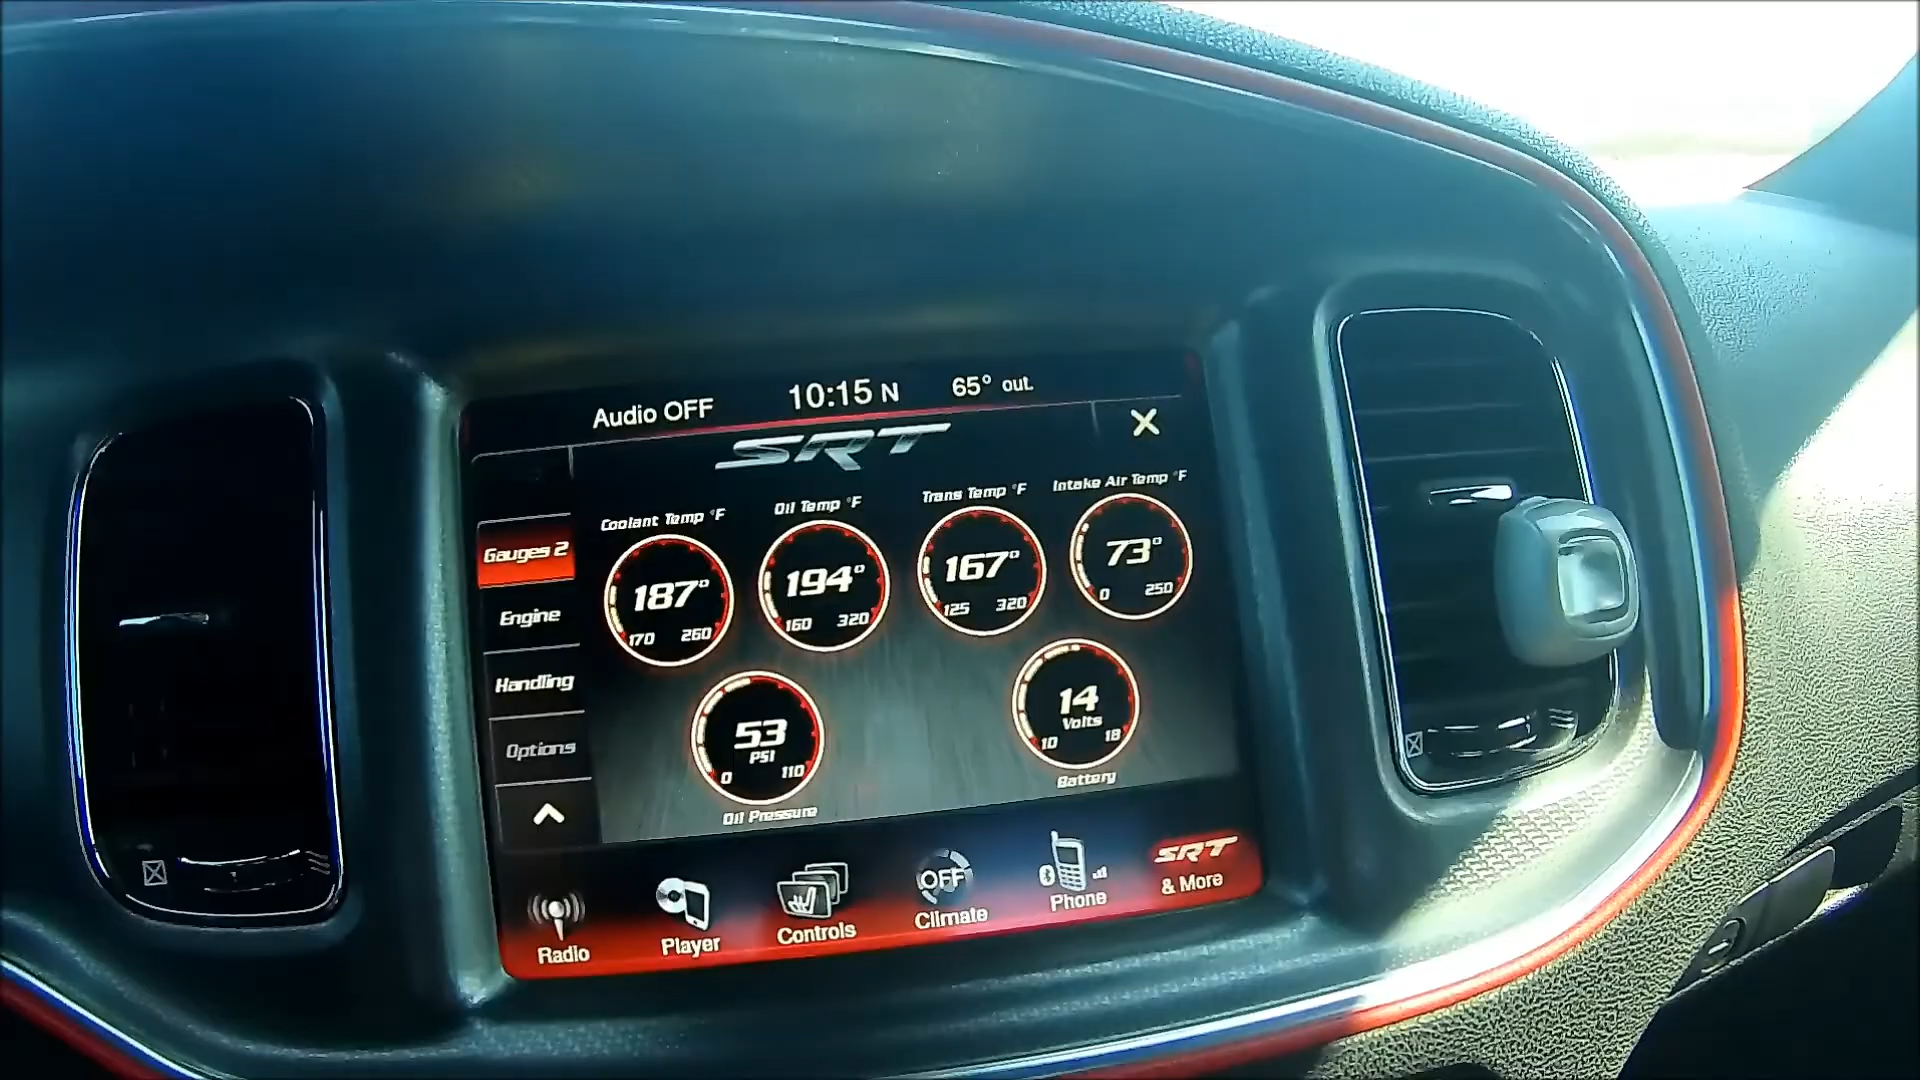 Audio OFF 10:15 N 65° out.
SRT
Coolant Temp °F Oil Temp °F Trans Temp °F Intake Air Temp °F
187° 194° 167° 73°
170 260 160 320 125 320 0 250
Gauges 2
Engine
Handling
Options
53 14
PSI Volts
0 110 10 18
Oil Pressure Battery
OFF SRT
Radio Player Controls Climate Phone & More